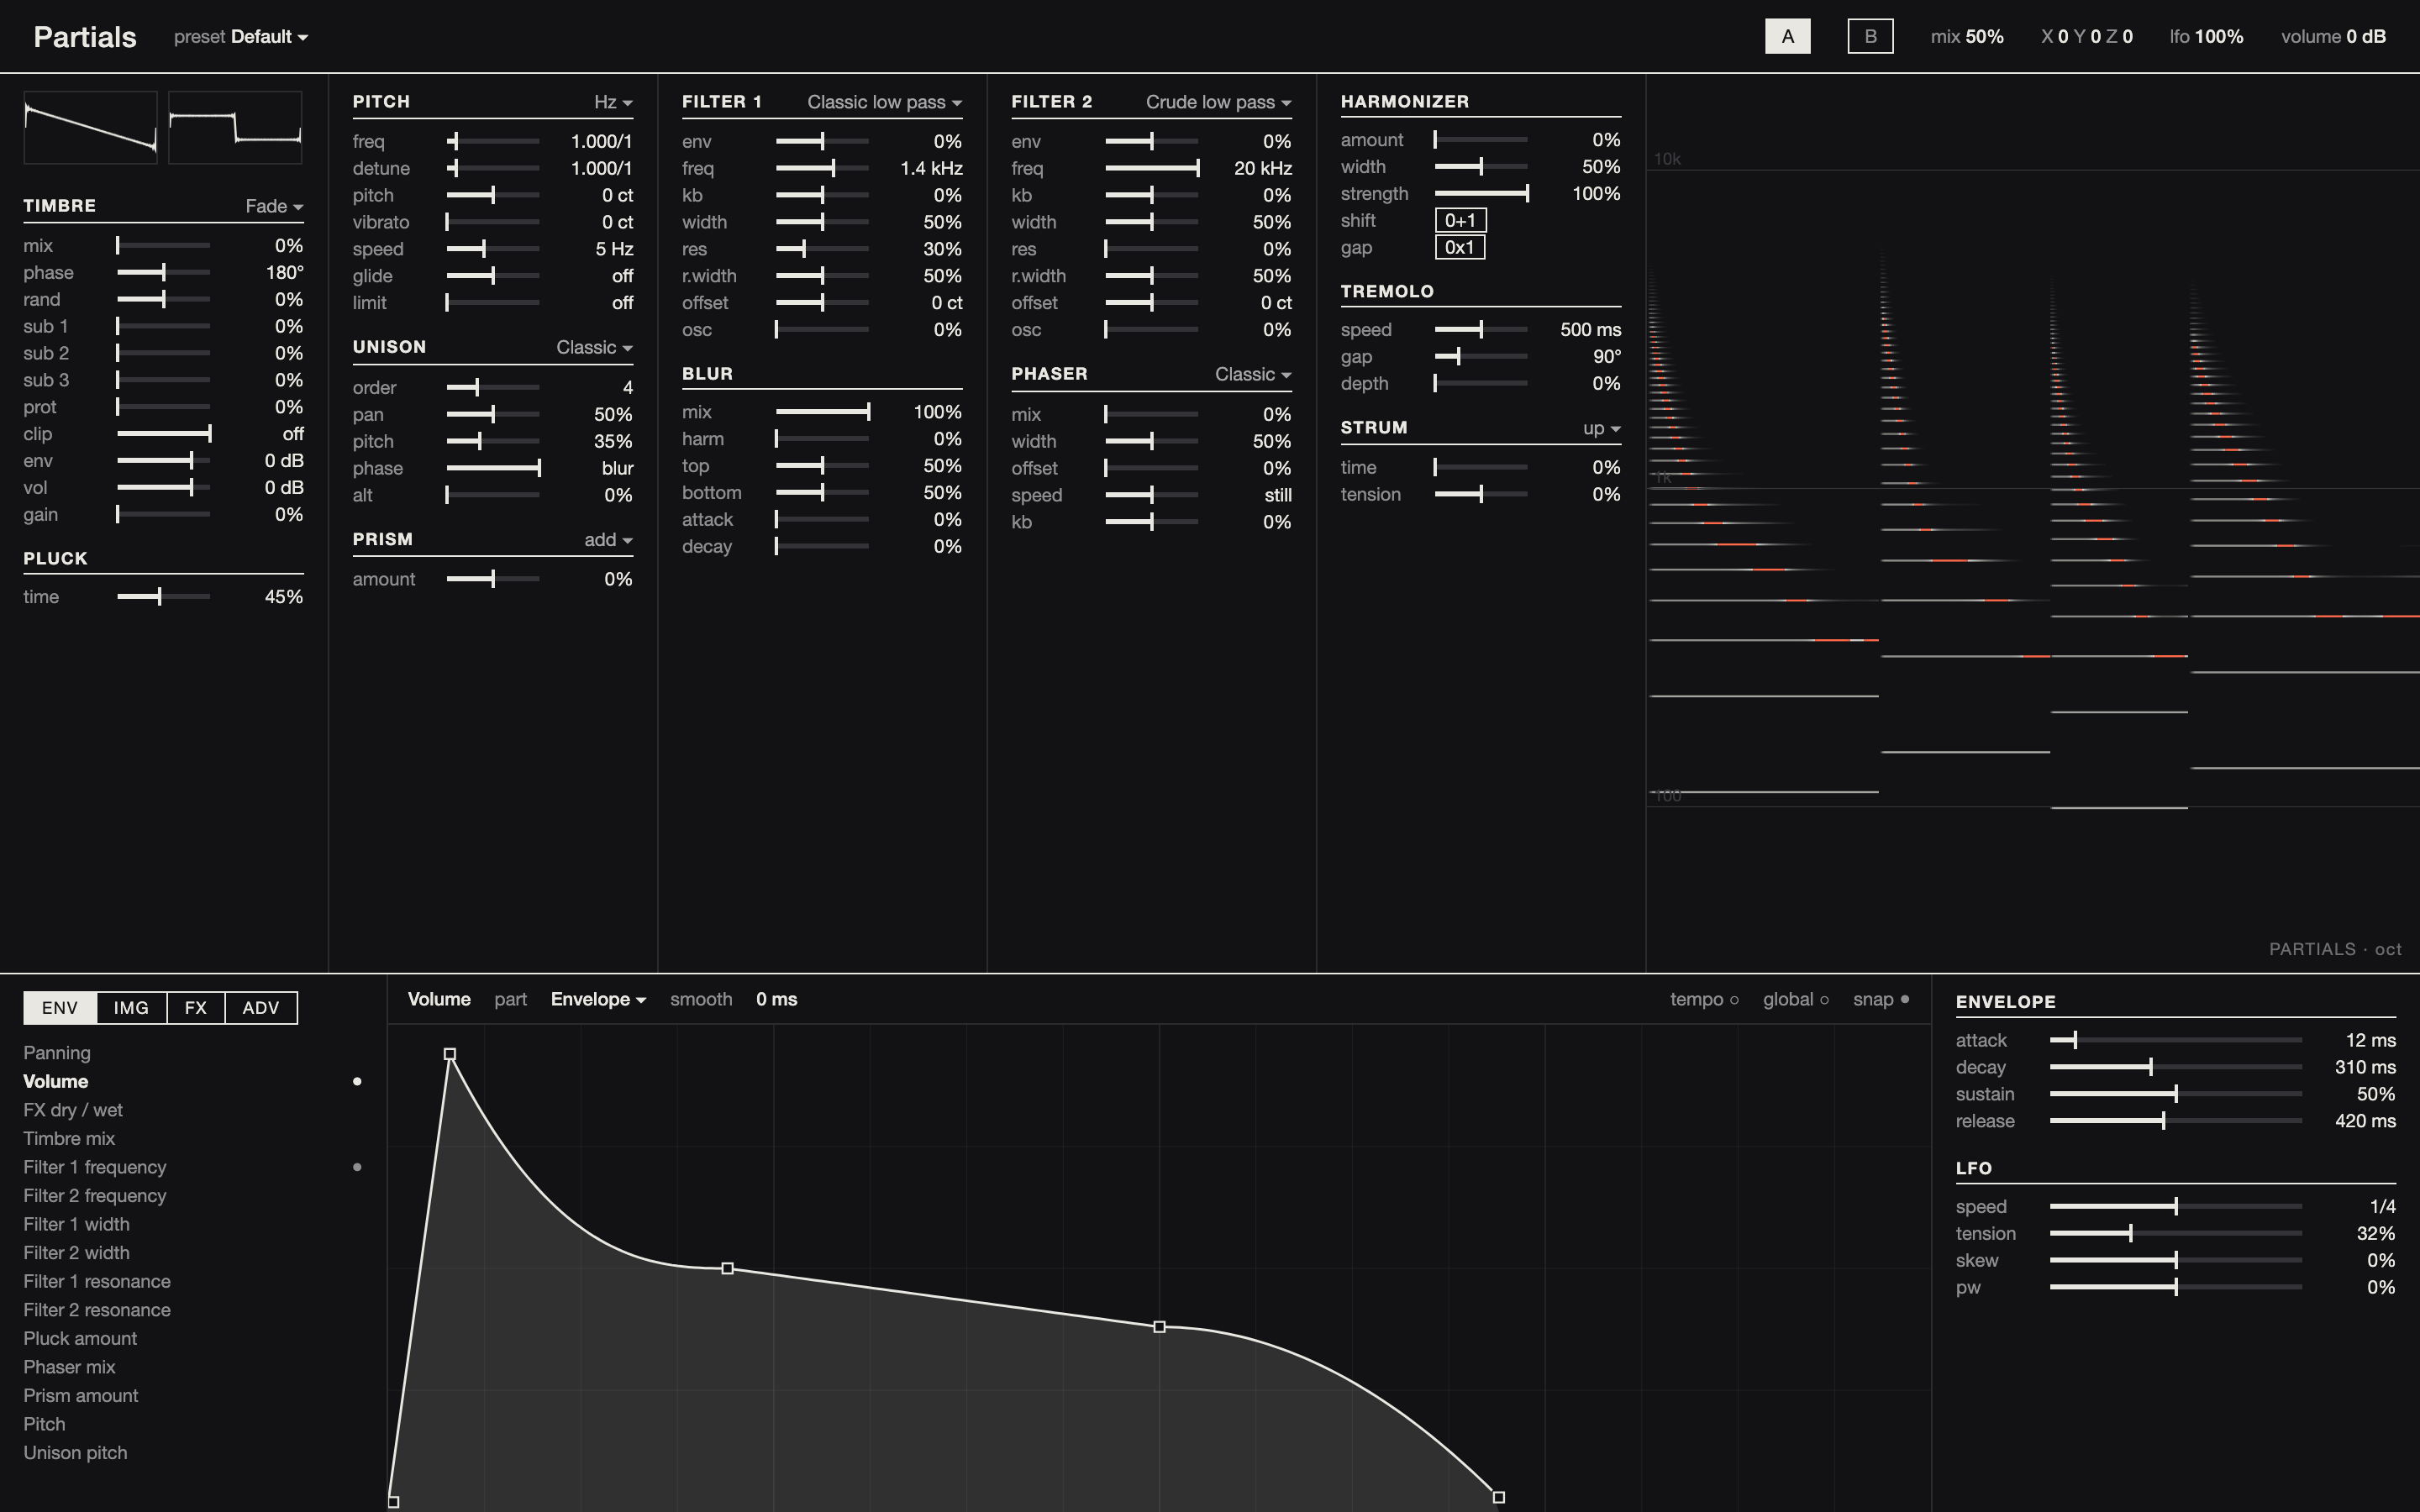 Partials preset Default A B mix 50% X 0 Y 0 Z 0 lfo 100% volume 0 dB
TIMBRE Fade
mix 0%
phase 180°
rand 0%
sub 1 0%
sub 2 0%
sub 3 0%
prot 0%
clip off
env 0 dB
vol 0 dB
gain 0%
PLUCK
time 45%
PITCH Hz
freq 1.000/1
detune 1.000/1
pitch 0 ct
vibrato 0 ct
speed 5 Hz
glide off
limit off
UNISON Classic
order 4
pan 50%
pitch 35%
phase blur
alt 0%
PRISM add
amount 0%
FILTER 1 Classic low pass
env 0%
freq 1.4 kHz
kb 0%
width 50%
res 30%
r.width 50%
offset 0 ct
osc 0%
BLUR
mix 100%
harm 0%
top 50%
bottom 50%
attack 0%
decay 0%
FILTER 2 Crude low pass
env 0%
freq 20 kHz
kb 0%
width 50%
res 0%
r.width 50%
offset 0 ct
osc 0%
PHASER Classic
mix 0%
width 50%
offset 0%
speed still
kb 0%
HARMONIZER
amount 0%
width 50%
strength 100%
shift 0+1
gap 0x1
TREMOLO
speed 500 ms
gap 90°
depth 0%
STRUM up
time 0%
tension 0%
10k
1k
100
PARTIALS · oct
ENV IMG FX ADV
Panning
Volume
FX dry / wet
Timbre mix
Filter 1 frequency
Filter 2 frequency
Filter 1 width
Filter 2 width
Filter 1 resonance
Filter 2 resonance
Pluck amount
Phaser mix
Prism amount
Pitch
Unison pitch
Volume part Envelope smooth 0 ms tempo global snap
ENVELOPE
attack 12 ms
decay 310 ms
sustain 50%
release 420 ms
LFO
speed 1/4
tension 32%
skew 0%
pw 0%